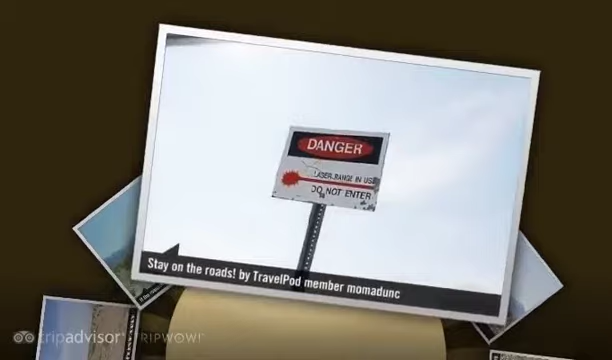 DANGER
LASER RANGE IN USE
DO NOT ENTER
Stay on the roads! by TravelPod member momadunc
tripadvisor TRIPWOW!